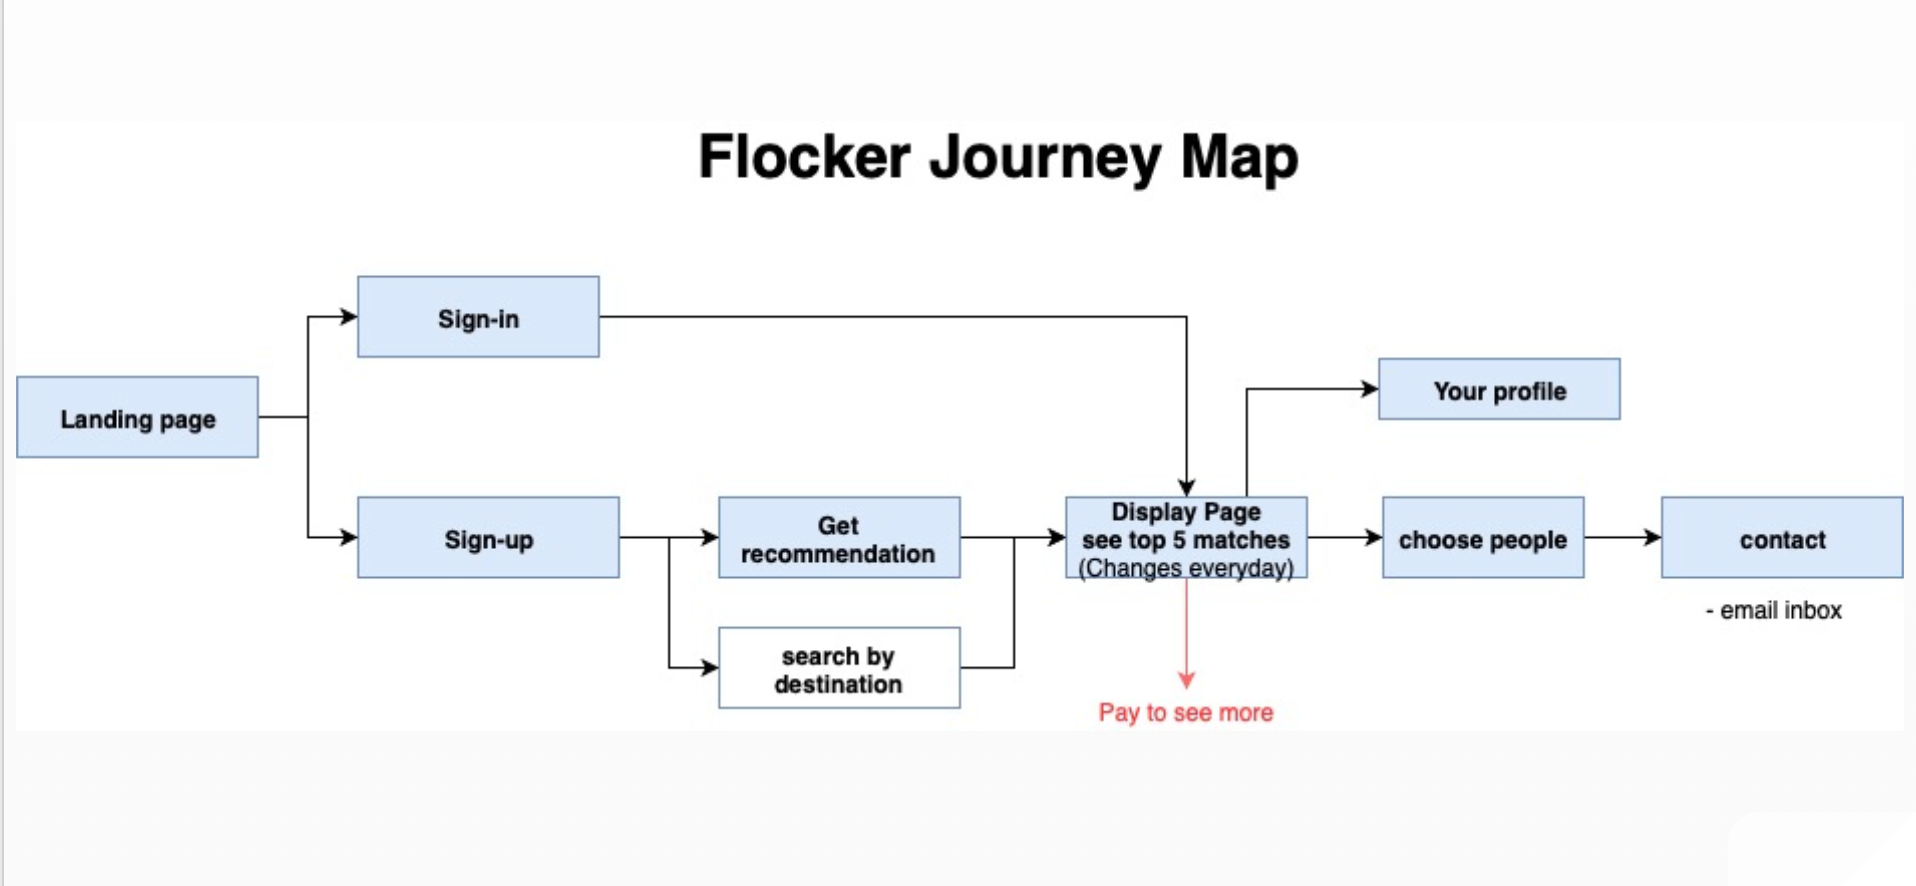 Flocker Journey Map
Sign-in
Landing page
Your profile
Sign-up
Get
recommendation
Display Page
see top 5 matches
(Changes everyday)
choose people
contact
- email inbox
search by
destination
Pay to see more